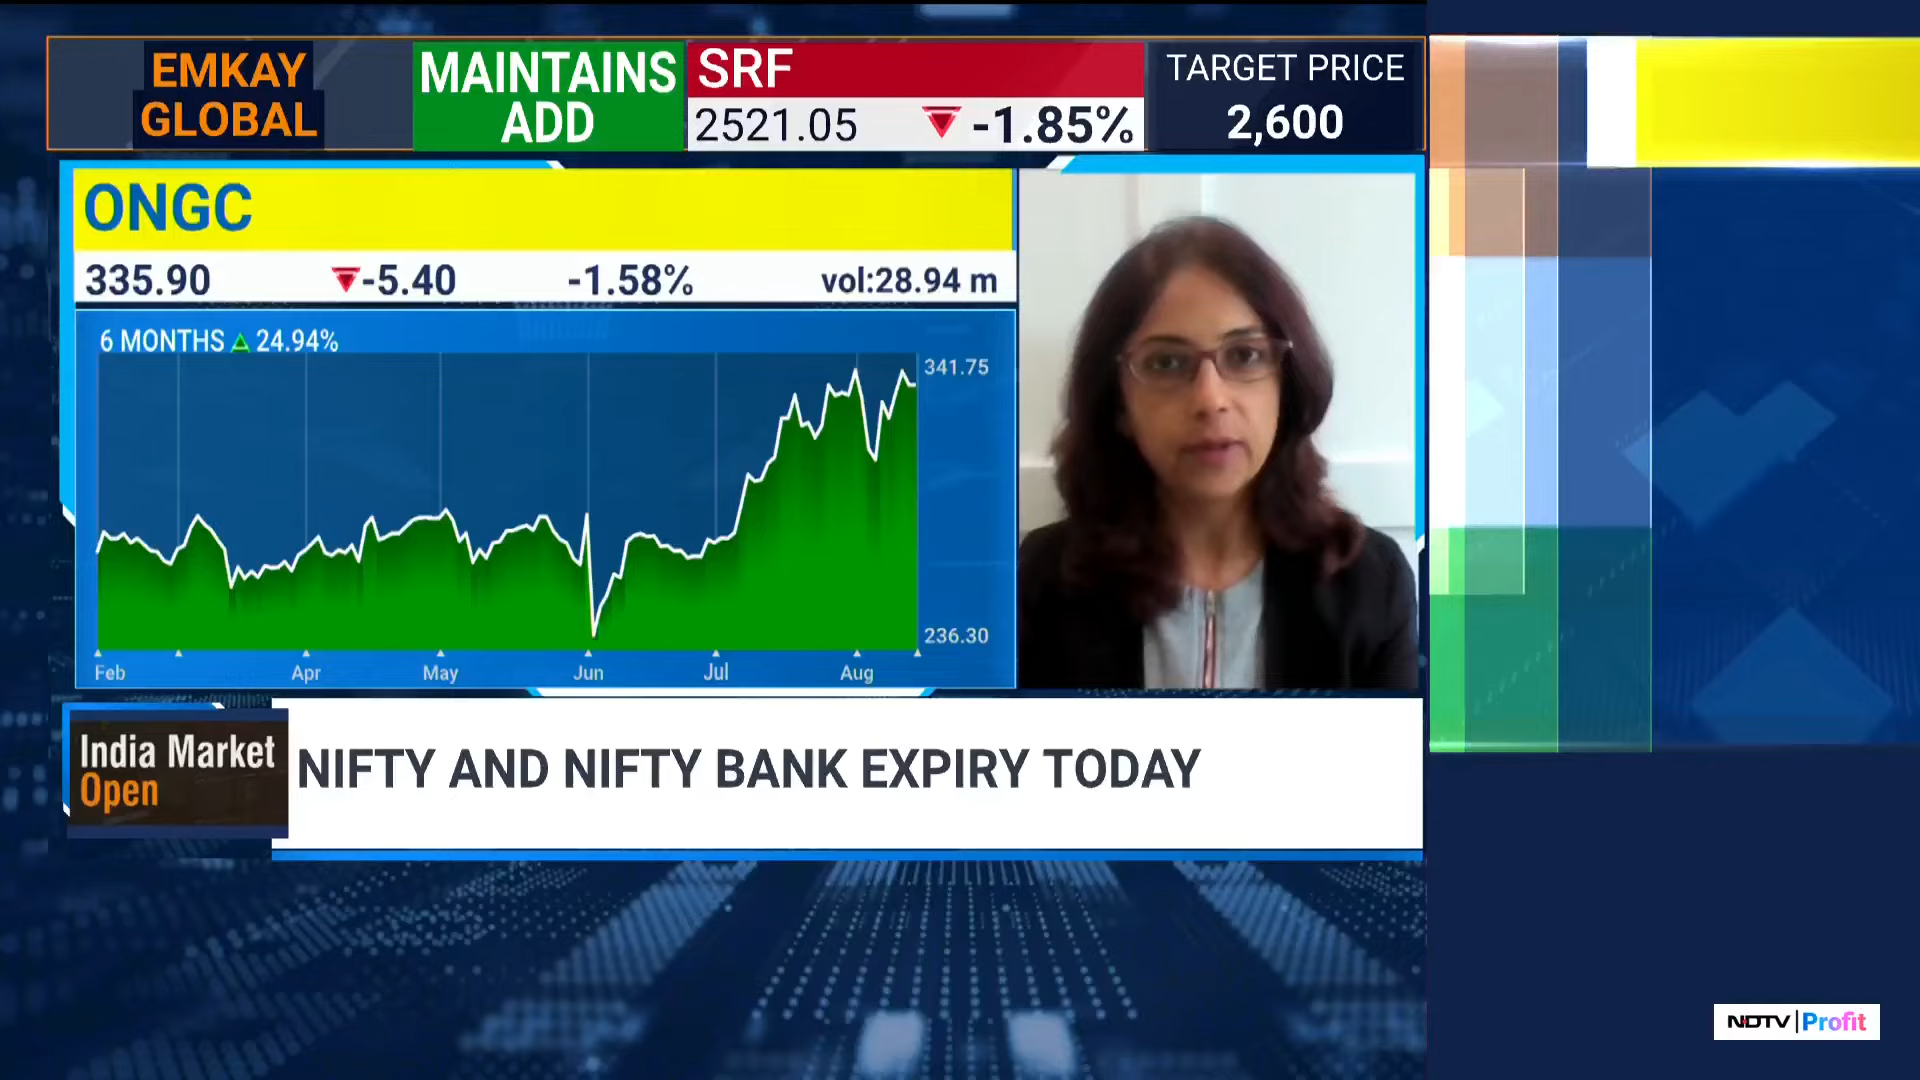 EMKAY
GLOBAL
MAINTAINS
ADD
SRF
2521.05 ▼ -1.85%
TARGET PRICE
2,600
ONGC
335.90 ▼-5.40 -1.58% vol:28.94 m
6 MONTHS ▲ 24.94%
341.75
236.30
Feb Apr May Jun Jul Aug
India Market
Open
NIFTY AND NIFTY BANK EXPIRY TODAY
NDTV | Profit